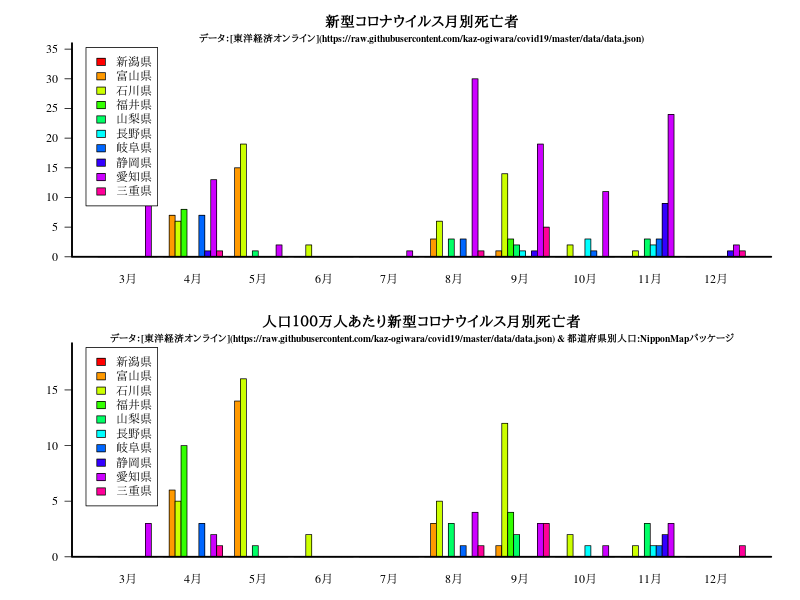 新型コロナウイルス月別死亡者
データ：[東洋経済オンライン](https://raw.githubusercontent.com/kaz-ogiwara/covid19/master/data/data.json)
35
30
25
20
15
10
5
0
新潟県
富山県
石川県
福井県
山梨県
長野県
岐阜県
静岡県
愛知県
三重県
3月 4月 5月 6月 7月 8月 9月 10月 11月 12月
人口100万人あたり新型コロナウイルス月別死亡者
データ：[東洋経済オンライン](https://raw.githubusercontent.com/kaz-ogiwara/covid19/master/data/data.json) & 都道府県別人口:NipponMapパッケージ
15
10
5
0
新潟県
富山県
石川県
福井県
山梨県
長野県
岐阜県
静岡県
愛知県
三重県
3月 4月 5月 6月 7月 8月 9月 10月 11月 12月